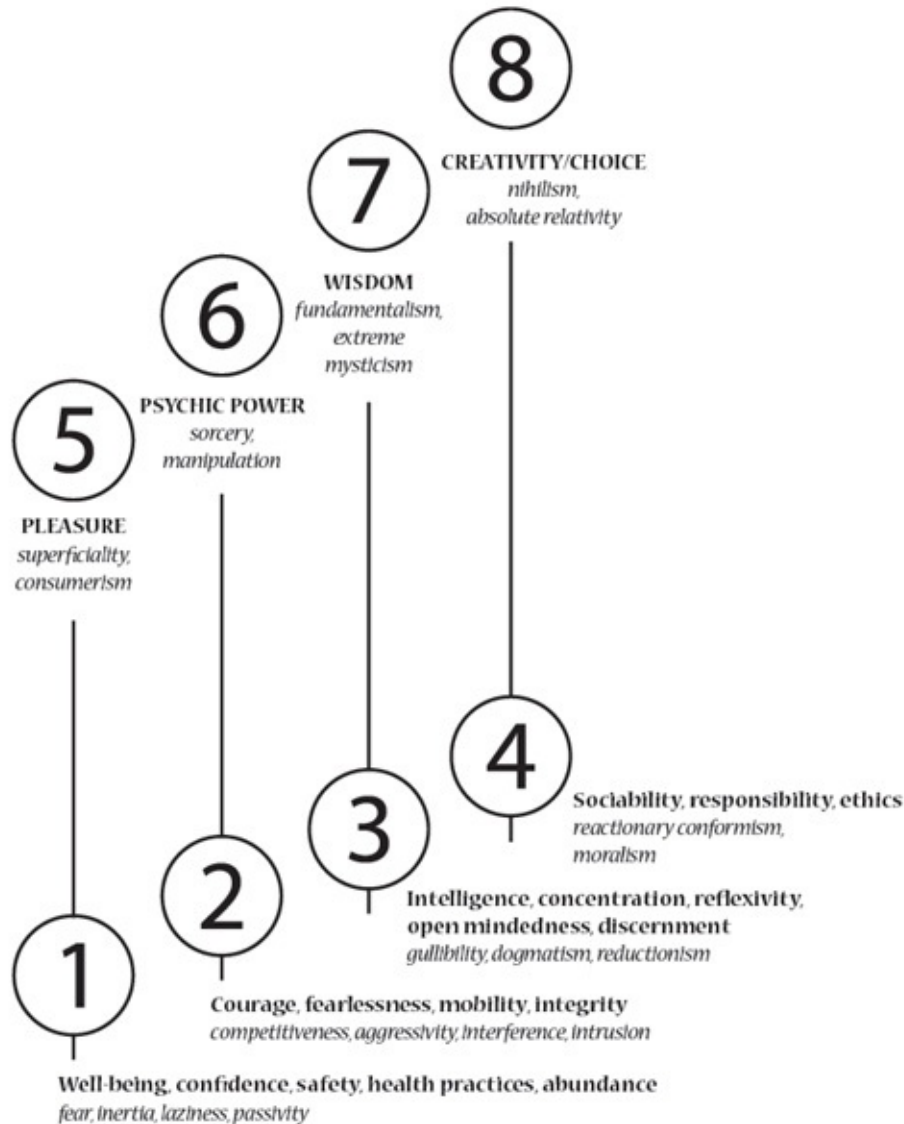 8
CREATIVITY/CHOICE
nihilism,
absolute relativity
7
WISDOM
fundamentalism,
extreme
mysticism
6
PSYCHIC POWER
sorcery,
manipulation
5
PLEASURE
superficiality,
consumerism
4
Sociability, responsibility, ethics
reactionary conformism,
moralism
3
Intelligence, concentration, reflexivity,
open mindedness, discernment
gullibility, dogmatism, reductionism
2
Courage, fearlessness, mobility, integrity
competitiveness, aggressivity, interference, intrusion
1
Well-being, confidence, safety, health practices, abundance
fear, inertia, laziness, passivity